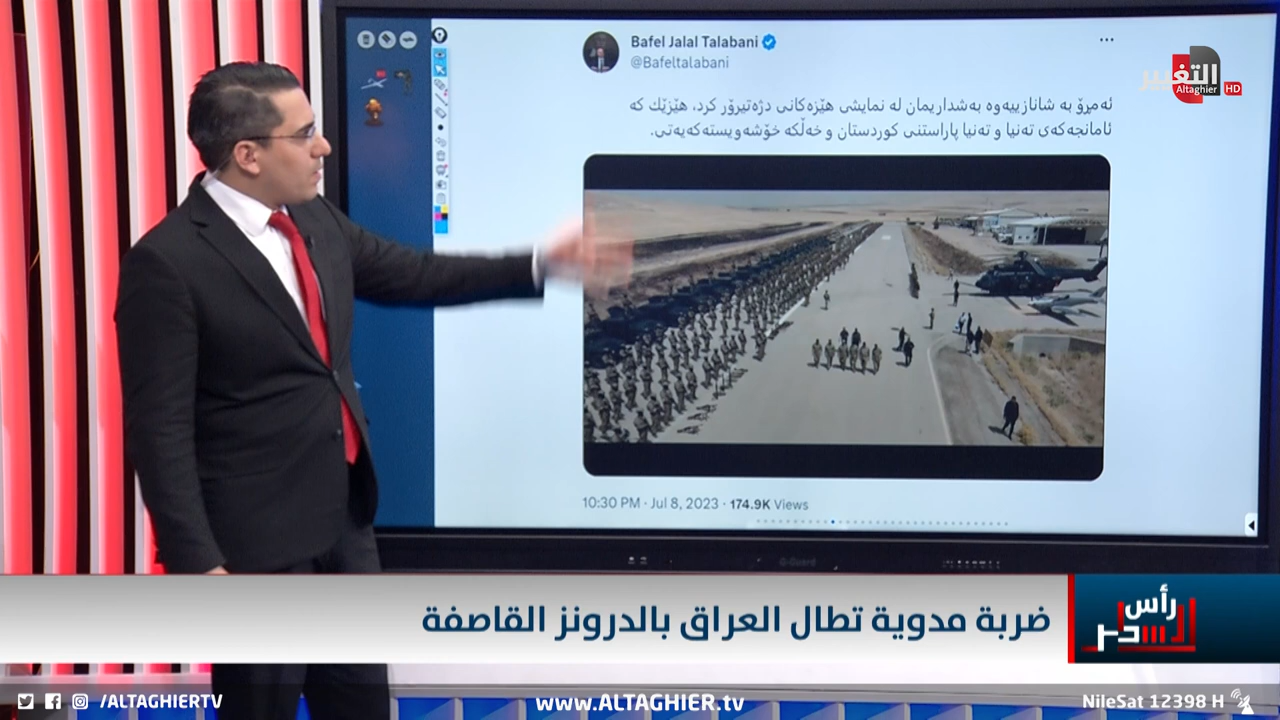 Bafel Jalal Talabani
@Bafeltalabani
التغيير
Altaghier
HD
ئەمڕۆ بە شانازییەوە بەشداریمان لە نمایشی هێزەکانی دژەتیرۆر کرد، هێزێك کە
ئامانجەکەی تەنیا و تەنیا پاراستنی کوردستان و خەڵکە خۆشەویستەکەیەتی.
10:30 PM · Jul 8, 2023 · 174.9K Views
ضربة مدوية تطال العراق بالدرونز القاصفة
رأس
السطر
/ALTAGHIERTV
www.ALTAGHIER.tv
NileSat 12398 H